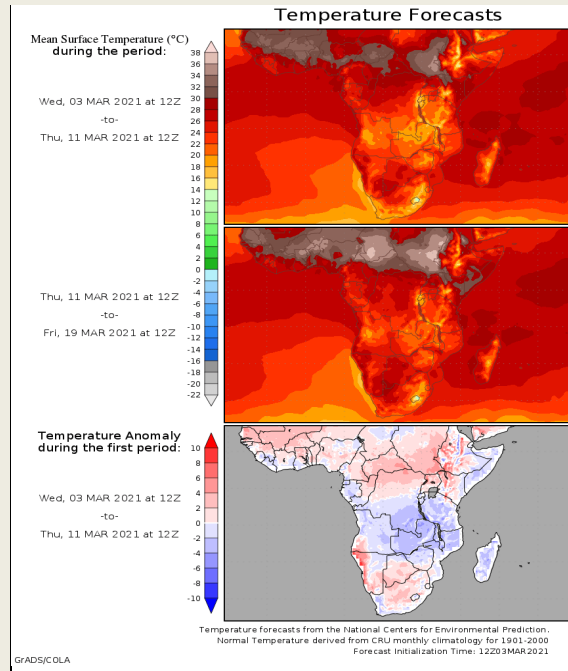 Temperature Forecasts
Mean Surface Temperature (°C)
during the period:
38
36
34
32
30
28
26
24
22
20
18
16
14
12
10
8
6
4
2
0
-2
-4
-6
-8
-10
-12
-14
-16
-18
-20
-22
Wed, 03 MAR 2021 at 12Z
-to-
Thu, 11 MAR 2021 at 12Z
Thu, 11 MAR 2021 at 12Z
-to-
Fri, 19 MAR 2021 at 12Z
Temperature Anomaly
during the first period:
10
8
6
4
2
0
-2
-4
-6
-8
-10
Wed, 03 MAR 2021 at 12Z
-to-
Thu, 11 MAR 2021 at 12Z
Temperature forecasts from the National Centers for Environmental Prediction.
Normal Temperature derived from CRU monthly climatology for 1901-2000
Forecast Initialization Time: 12Z03MAR2021
GrADS/COLA